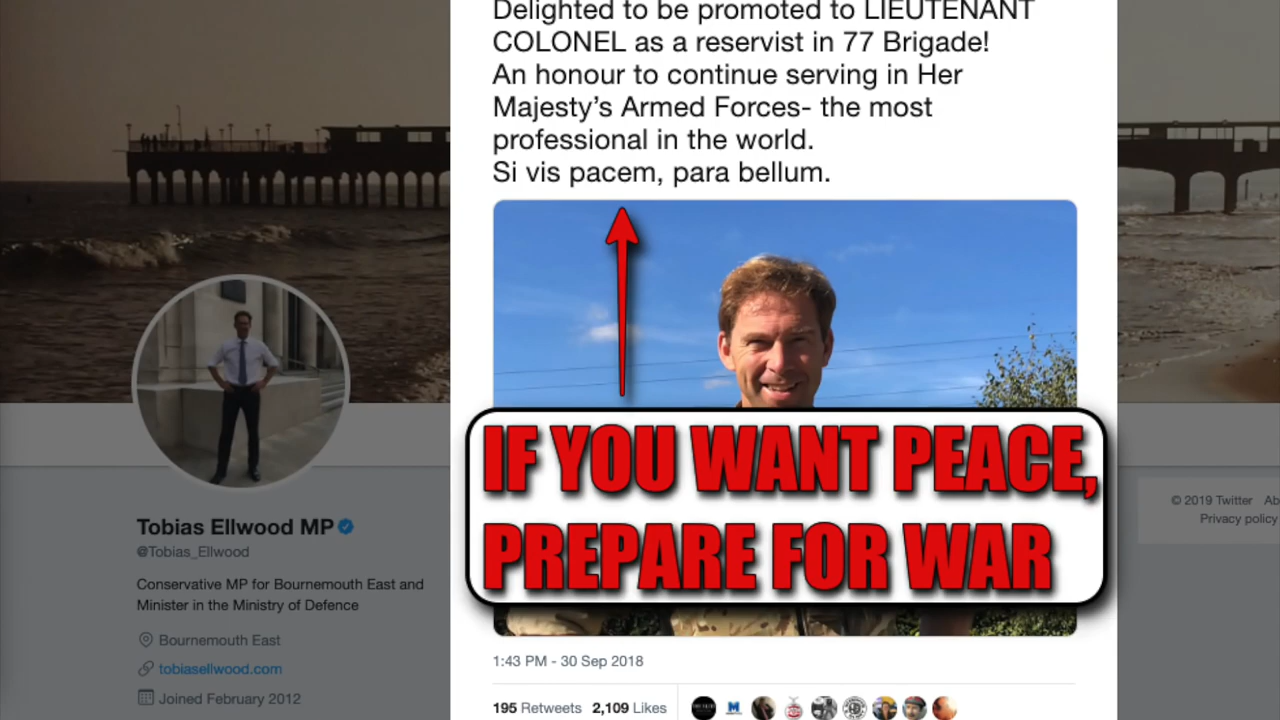 Delighted to be promoted to LIEUTENANT
COLONEL as a reservist in 77 Brigade!
An honour to continue serving in Her
Majesty’s Armed Forces- the most
professional in the world.
Si vis pacem, para bellum.
IF YOU WANT PEACE,
PREPARE FOR WAR
1:43 PM - 30 Sep 2018
195 Retweets 2,109 Likes
Tobias Ellwood MP
@Tobias_Ellwood
Conservative MP for Bournemouth East and
Minister in the Ministry of Defence
Bournemouth East
tobiasellwood.com
Joined February 2012
© 2019 Twitter
Privacy policy